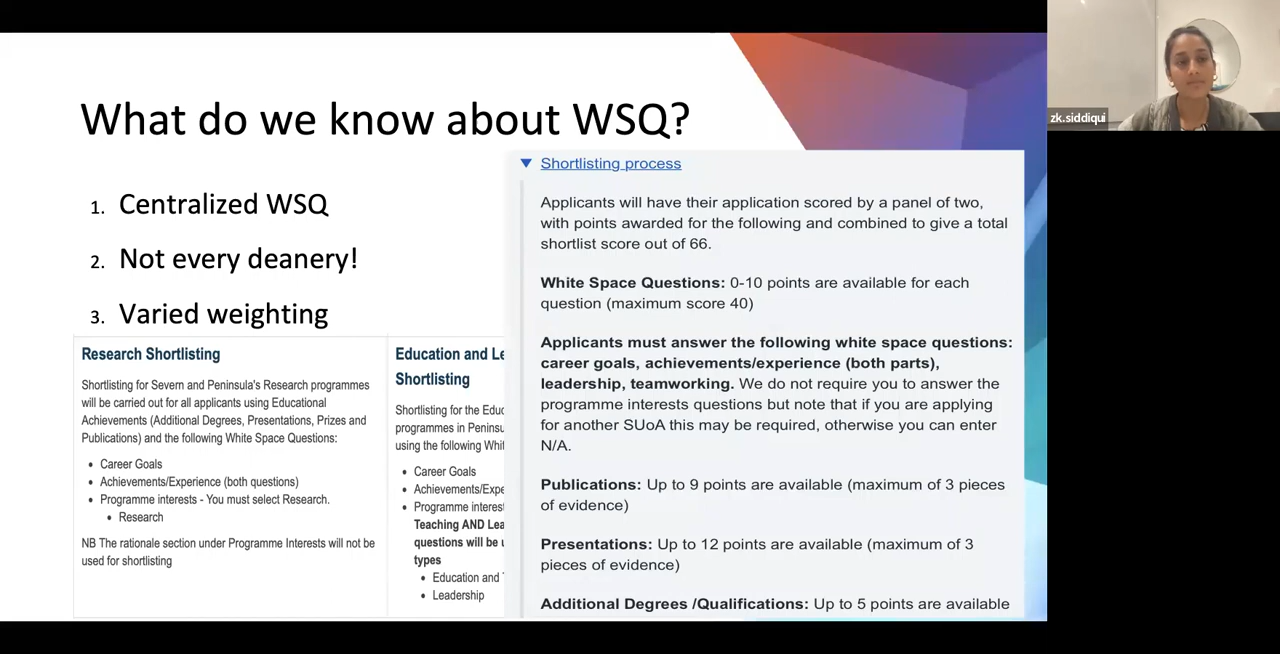 What do we know about WSQ?
1. Centralized WSQ
2. Not every deanery!
3. Varied weighting
Research Shortlisting
Shortlisting for Severn and Peninsula's Research programmes
will be carried out for all applicants using Educational
Achievements (Additional Degrees, Presentations, Prizes and
Publications) and the following White Space Questions:
• Career Goals
• Achievements/Experience (both questions)
• Programme interests - You must select Research.
• Research
NB The rationale section under Programme Interests will not be
used for shortlisting
Education and Le
Shortlisting
Shortlisting for the Educ
programmes in Peninsu
using the following Whit
• Career Goals
• Achievements/Expe
• Programme interes
Teaching AND Lea
questions will be u
types
• Education and
• Leadership
▼ Shortlisting process
Applicants will have their application scored by a panel of two,
with points awarded for the following and combined to give a total
shortlist score out of 66.
White Space Questions: 0-10 points are available for each
question (maximum score 40)
Applicants must answer the following white space questions:
career goals, achievements/experience (both parts),
leadership, teamworking. We do not require you to answer the
programme interests questions but note that if you are applying
for another SUoA this may be required, otherwise you can enter
N/A.
Publications: Up to 9 points are available (maximum of 3 pieces
of evidence)
Presentations: Up to 12 points are available (maximum of 3
pieces of evidence)
Additional Degrees /Qualifications: Up to 5 points are available
zk.siddiqui